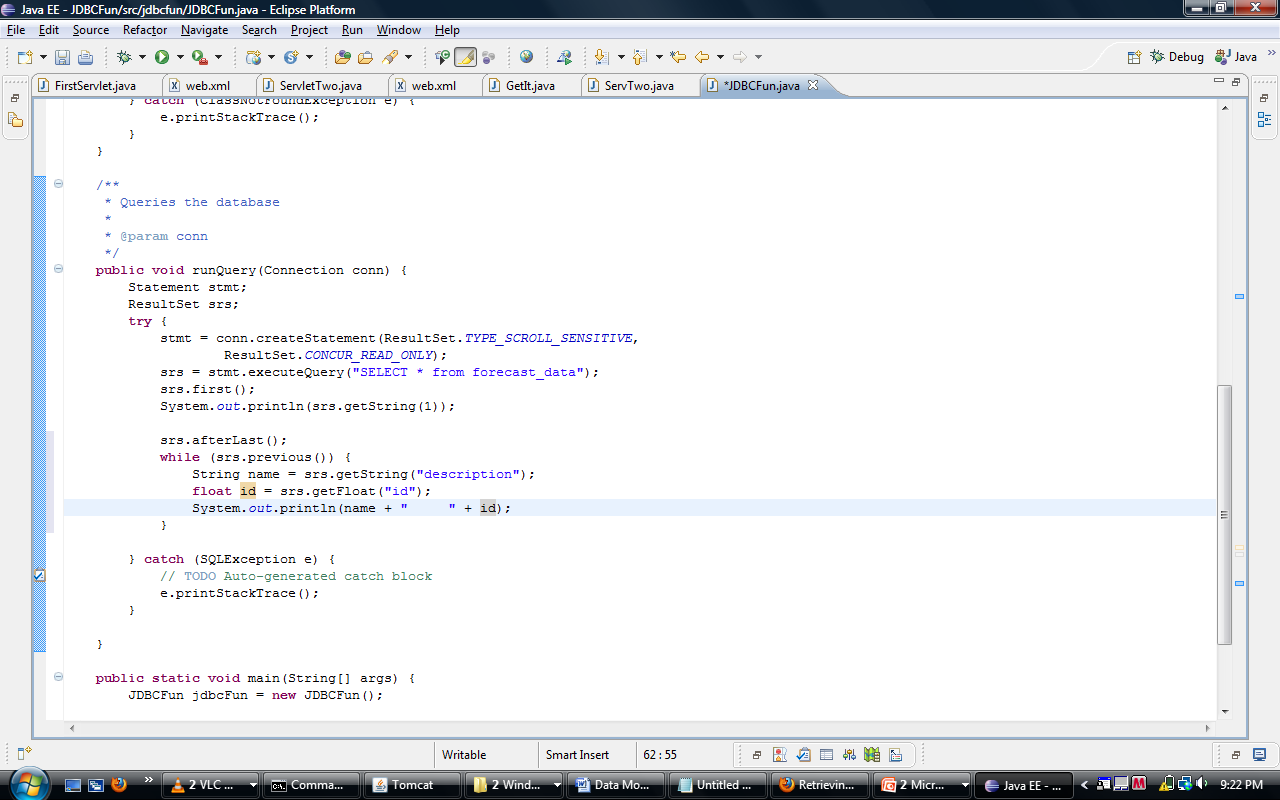 Java EE - JDBCFun/src/jdbcfun/JDBCFun.java - Eclipse Platform
File Edit Source Refactor Navigate Search Project Run Window Help
Debug Java »
FirstServlet.java web.xml ServletTwo.java web.xml GetIt.java ServTwo.java *JDBCFun.java
} catch (ClassNotFoundException e) {
e.printStackTrace();
}
}
/**
* Queries the database
*
* @param conn
*/
public void runQuery(Connection conn) {
Statement stmt;
ResultSet srs;
try {
stmt = conn.createStatement(ResultSet.TYPE_SCROLL_SENSITIVE,
ResultSet.CONCUR_READ_ONLY);
srs = stmt.executeQuery("SELECT * from forecast_data");
srs.first();
System.out.println(srs.getString(1));
srs.afterLast();
while (srs.previous()) {
String name = srs.getString("description");
float id = srs.getFloat("id");
System.out.println(name + "     " + id);
}
} catch (SQLException e) {
// TODO Auto-generated catch block
e.printStackTrace();
}
}
public static void main(String[] args) {
JDBCFun jdbcFun = new JDBCFun();
Writable Smart Insert 62 : 55
» 2 VLC ... Comma... Tomcat 2 Wind... Data Mo... Untitled ... Retrievin... 2 Micr... Java EE - ... < 9:22 PM